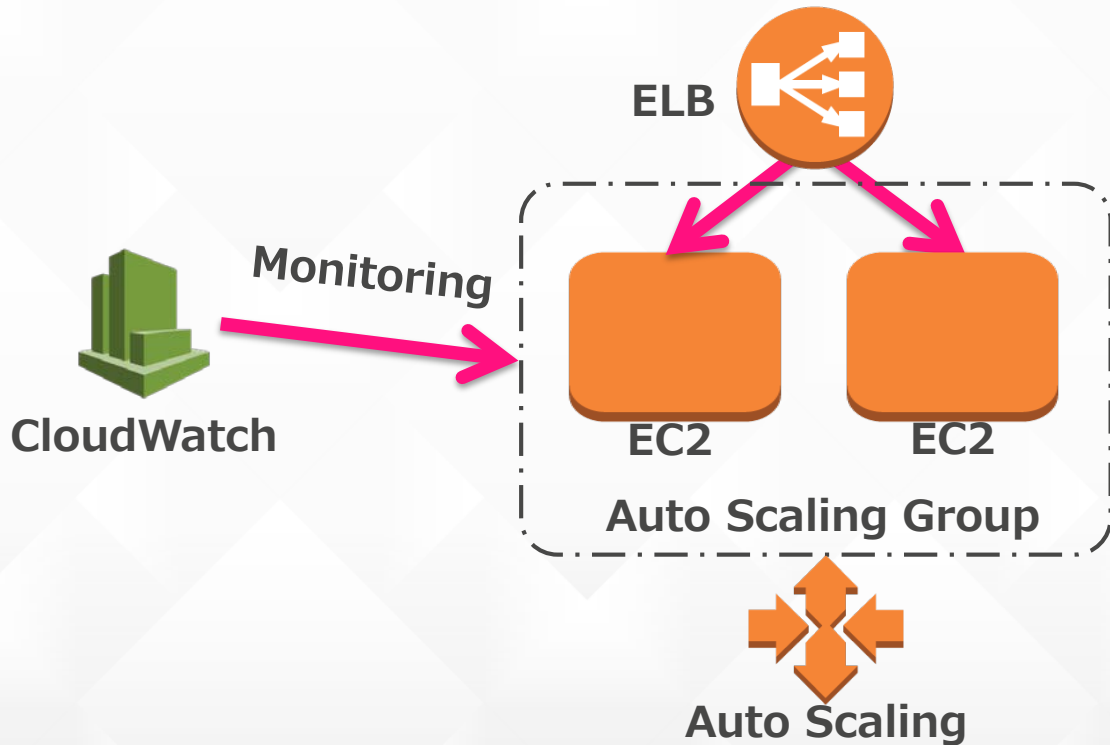 ELB
Monitoring
CloudWatch
EC2
EC2
Auto Scaling Group
Auto Scaling